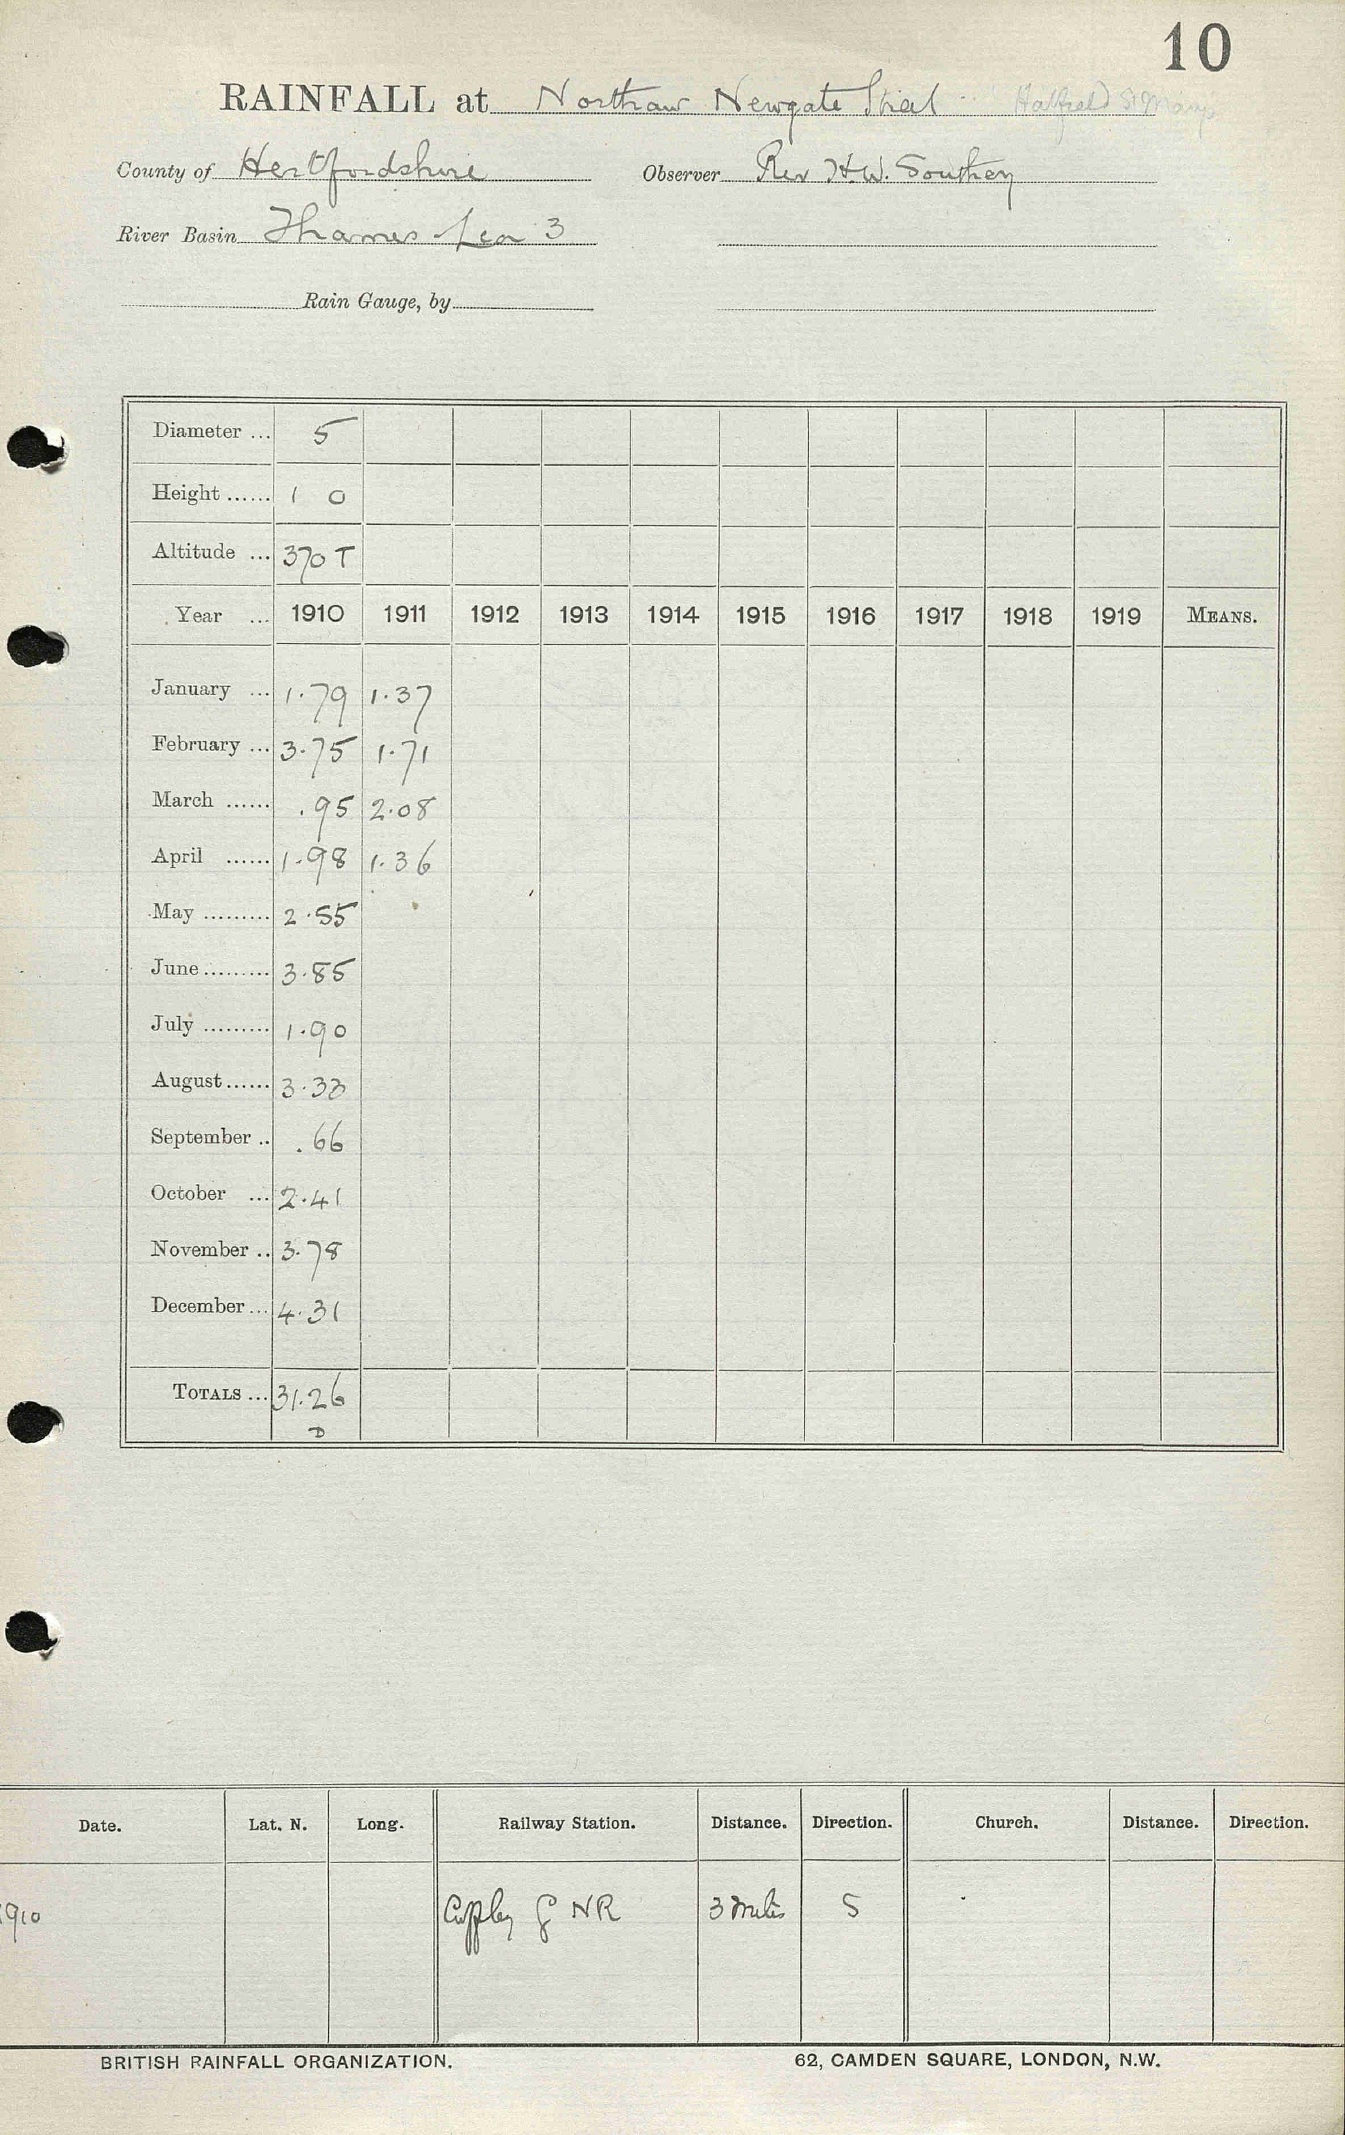 10
RAINFALL at Northaw Newgate Street Hatfield St Marys
County of Hertfordshire Observer Rev H.W. Southey
River Basin Thames Lea 3
Rain Gauge, by
Diameter ... 5
Height ...... 1 0
Altitude ... 370 T
Year ... 1910 1911 1912 1913 1914 1915 1916 1917 1918 1919 MEANS.
January ... 1.79 1.37
February ... 3.75 1.71
March ...... .95 2.08
April ...... 1.98 1.36
May ......... 2.55
June ......... 3.85
July ......... 1.90
August ...... 3.33
September .. .66
October ... 2.41
November .. 3.78
December ... 4.31
TOTALS ... 31.26
D
Date. Lat. N. Long. Railway Station. Distance. Direction. Church. Distance. Direction.
1910 Cuffley G NR 3 miles S
BRITISH RAINFALL ORGANIZATION. 62, CAMDEN SQUARE, LONDON, N.W.